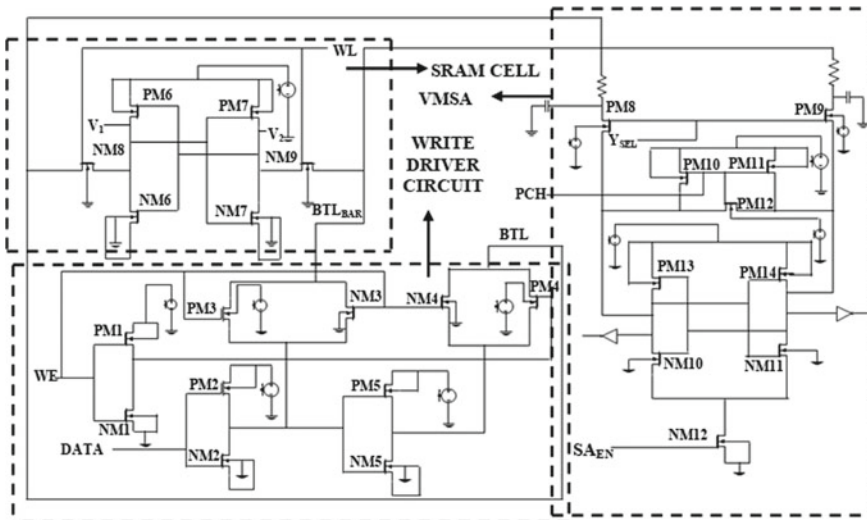 WL
SRAM CELL
VMSA
WRITE
DRIVER
CIRCUIT
PM6
PM7
V1
V2
NM8
NM9
NM6
NM7
BTLBAR
BTL
PM8
PM9
YSEL
PM10
PM11
PCH
PM12
PM13
PM14
NM10
NM11
NM12
SAEN
PM3
NM3
NM4
PM4
PM1
WE
NM1
PM2
PM5
DATA
NM2
NM5